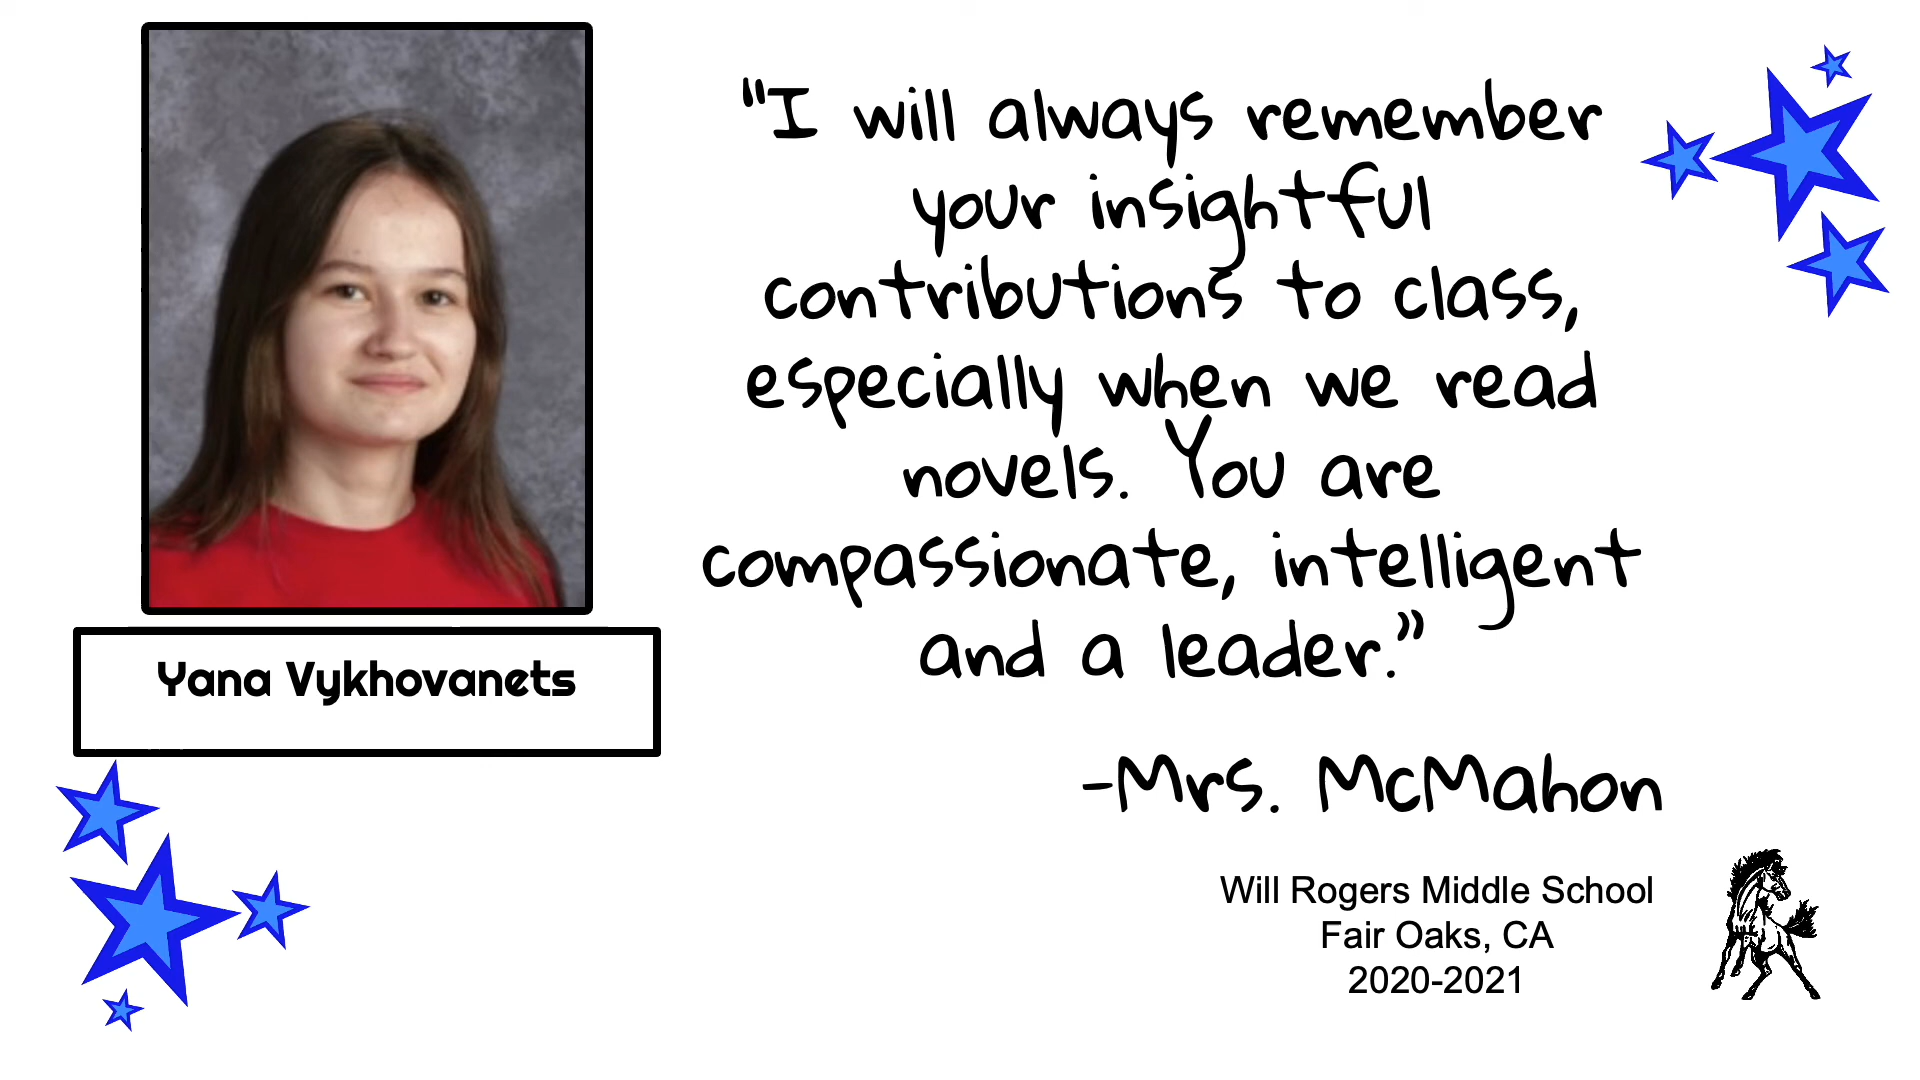 Yana Vykhovanets
"I will always remember
your insightful
contributions to class,
especially when we read
novels. You are
compassionate, intelligent
and a leader.”
-Mrs. McMahon
Will Rogers Middle School
Fair Oaks, CA
2020-2021